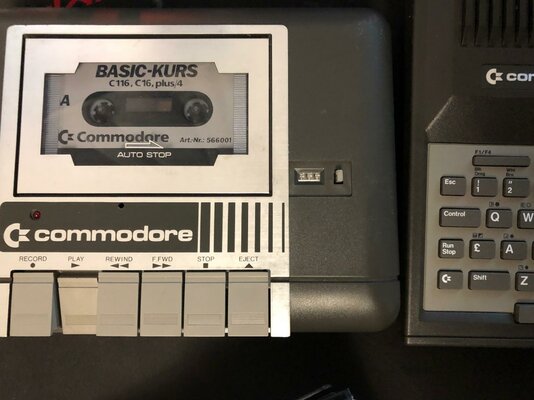 BASIC-KURS
C116, C16, plus/4
A
Commodore
Art.-Nr.: 566001
AUTO STOP
commodore
RECORD PLAY REWIND F.FWD STOP EJECT
com
F1/F4
Esc ! 1 " 2
Control Q W
Run Stop £ A
Shift Z